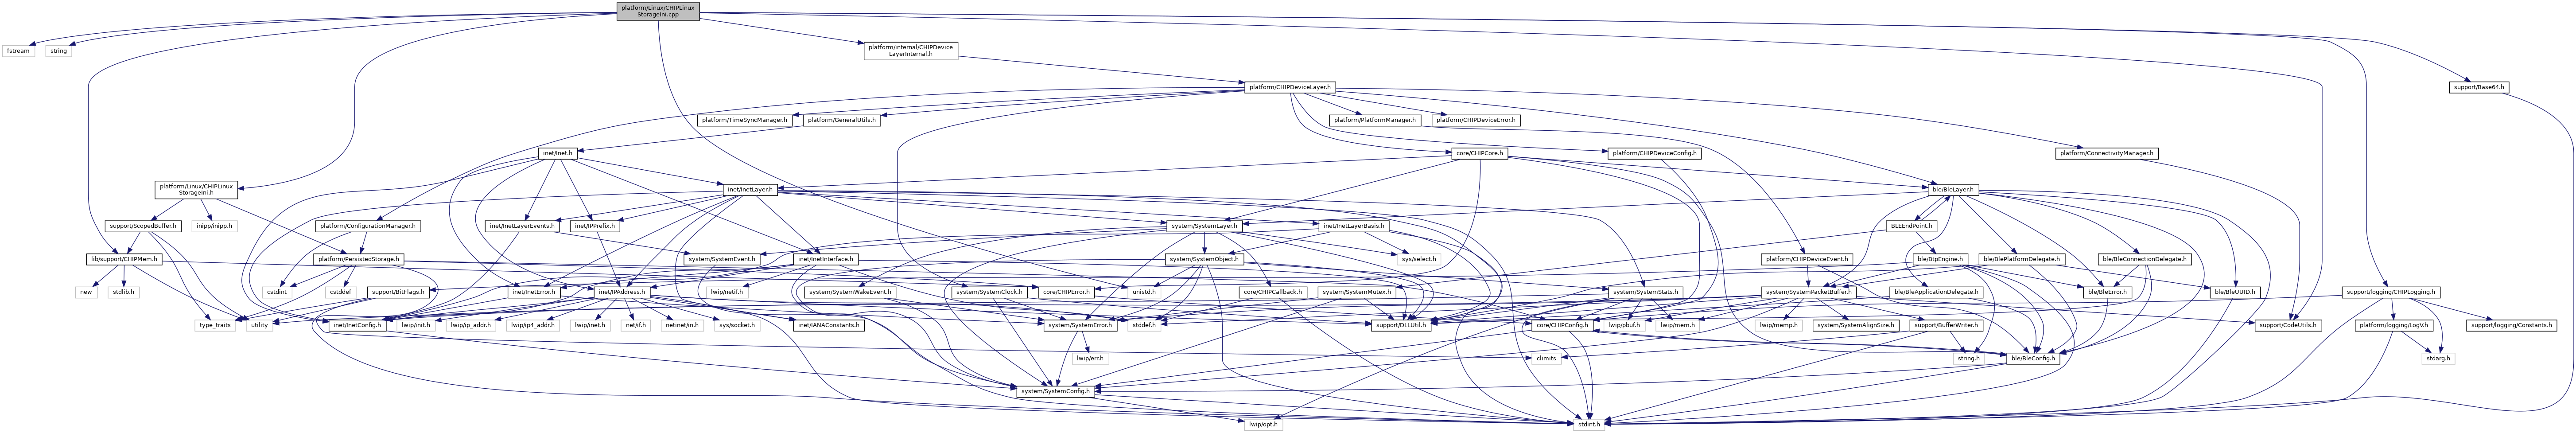 platform/Linux/CHIPLinux
StorageIni.cpp
fstream
string
platform/internal/CHIPDevice
LayerInternal.h
support/Base64.h
platform/CHIPDeviceLayer.h
platform/TimeSyncManager.h
platform/GeneralUtils.h
platform/PlatformManager.h
platform/CHIPDeviceError.h
inet/Inet.h
core/CHIPCore.h
platform/CHIPDeviceConfig.h
platform/ConnectivityManager.h
platform/Linux/CHIPLinux
StorageIni.h
inet/InetLayer.h
ble/BleLayer.h
support/ScopedBuffer.h
inipp/inipp.h
platform/ConfigurationManager.h
inet/InetLayerEvents.h
inet/IPPrefix.h
system/SystemLayer.h
inet/InetLayerBasis.h
BLEEndPoint.h
lib/support/CHIPMem.h
platform/PersistedStorage.h
system/SystemEvent.h
inet/InetInterface.h
system/SystemObject.h
sys/select.h
platform/CHIPDeviceEvent.h
ble/BtpEngine.h
ble/BlePlatformDelegate.h
ble/BleConnectionDelegate.h
new
stdlib.h
cstdint
cstddef
support/BitFlags.h
inet/InetError.h
inet/IPAddress.h
lwip/netif.h
system/SystemWakeEvent.h
system/SystemClock.h
core/CHIPError.h
unistd.h
core/CHIPCallback.h
system/SystemMutex.h
system/SystemStats.h
system/SystemPacketBuffer.h
ble/BleApplicationDelegate.h
ble/BleError.h
ble/BleUUID.h
support/logging/CHIPLogging.h
type_traits
utility
inet/InetConfig.h
lwip/init.h
lwip/ip_addr.h
lwip/ip4_addr.h
lwip/inet.h
net/if.h
netinet/in.h
sys/socket.h
inet/IANAConstants.h
system/SystemError.h
stddef.h
support/DLLUtil.h
core/CHIPConfig.h
lwip/pbuf.h
lwip/mem.h
lwip/memp.h
system/SystemAlignSize.h
support/BufferWriter.h
support/CodeUtils.h
platform/logging/LogV.h
support/logging/Constants.h
lwip/err.h
climits
string.h
ble/BleConfig.h
stdarg.h
system/SystemConfig.h
lwip/opt.h
stdint.h